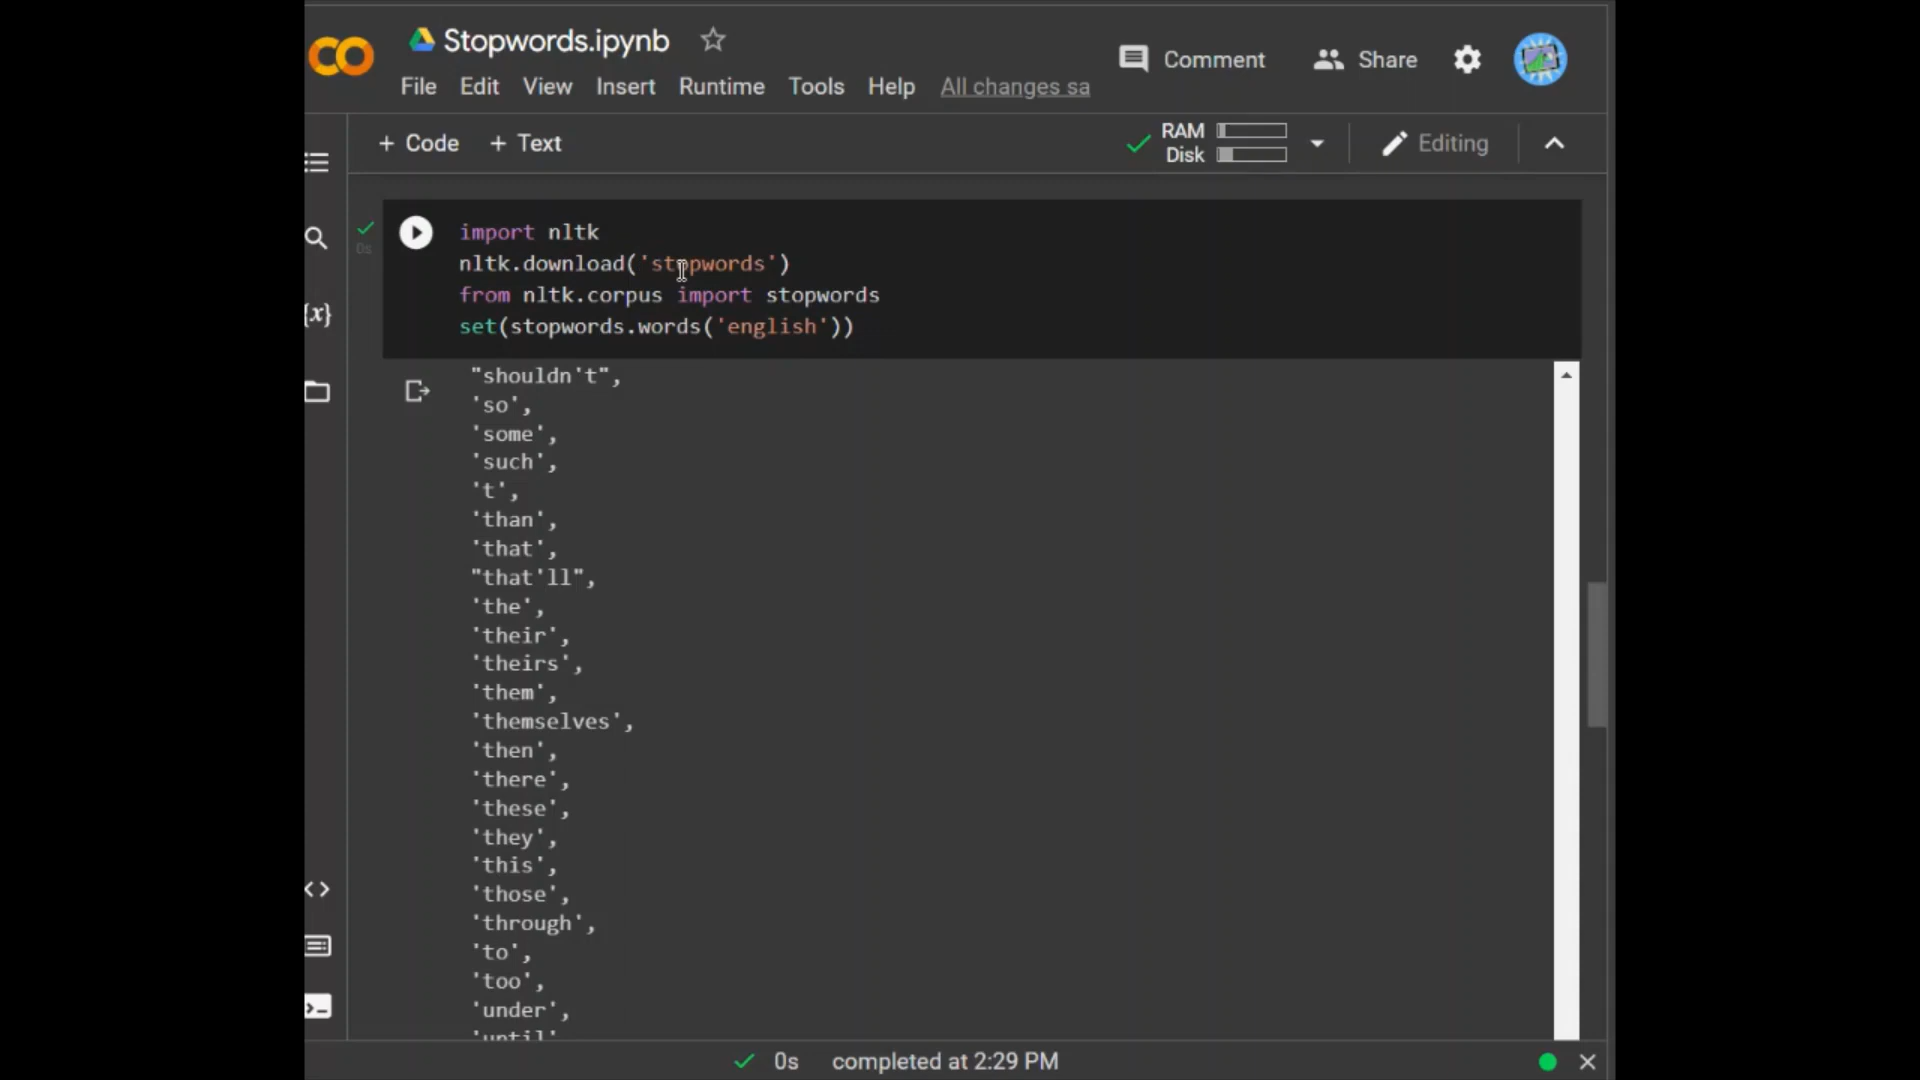 Stopwords.ipynb
Comment
Share
File Edit View Insert Runtime Tools Help All changes sa
+ Code + Text
RAM
Disk
Editing
{x}
0s
import nltk
nltk.download('stopwords')
from nltk.corpus import stopwords
set(stopwords.words('english'))
"shouldn't",
'so',
'some',
'such',
't',
'than',
'that',
"that'll",
'the',
'their',
'theirs',
'them',
'themselves',
'then',
'there',
'these',
'they',
'this',
'those',
'through',
'to',
'too',
'under',
'until'
0s completed at 2:29 PM